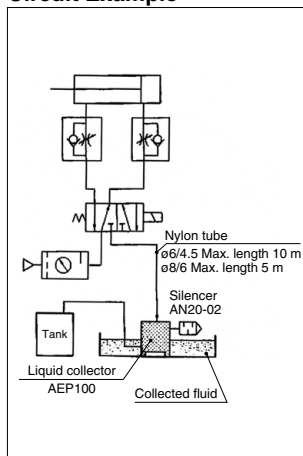 Circuit Example
Nylon tube
ø6/4.5 Max. length 10 m
ø8/6 Max. length 5 m
Silencer
AN20-02
Tank
Liquid collector
AEP100
Collected fluid